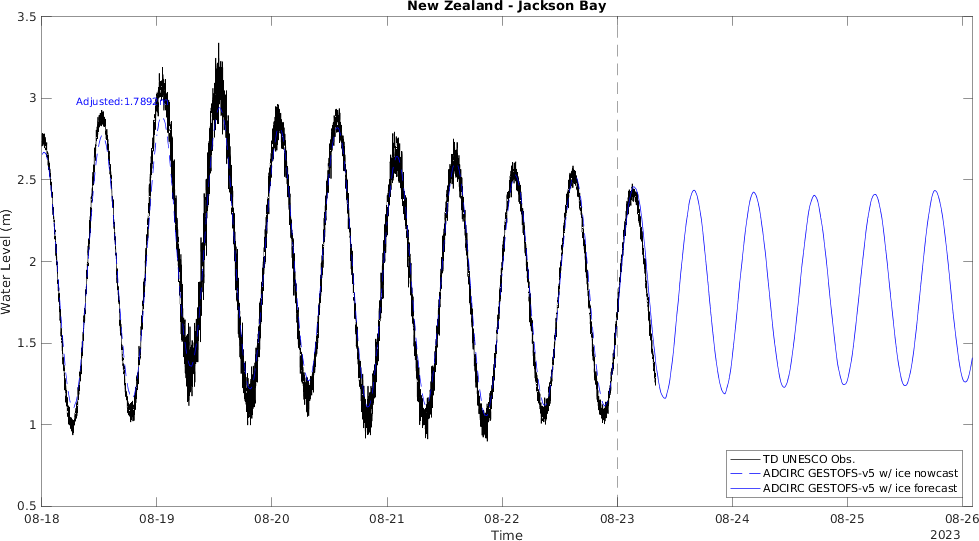 New Zealand - Jackson Bay
3.5
3
2.5
2
1.5
1
0.5
Water Level (m)
Adjusted:1.7892m
TD UNESCO Obs.
ADCIRC GESTOFS-v5 w/ ice nowcast
ADCIRC GESTOFS-v5 w/ ice forecast
08-18 08-19 08-20 08-21 08-22 08-23 08-24 08-25 08-26
Time
2023